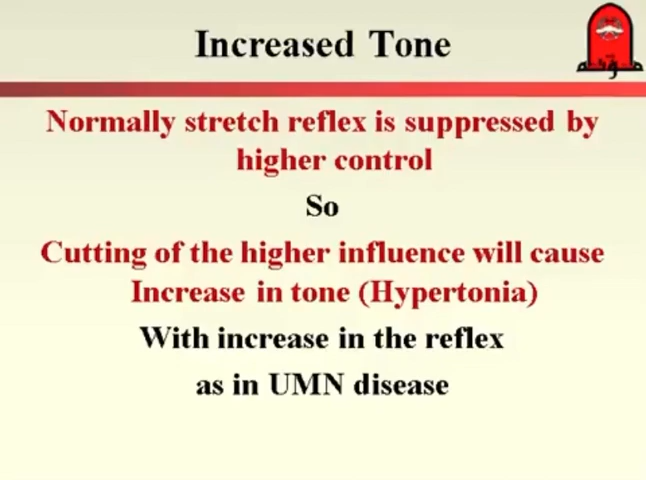 Increased Tone
Normally stretch reflex is suppressed by
higher control
So
Cutting of the higher influence will cause
Increase in tone (Hypertonia)
With increase in the reflex
as in UMN disease